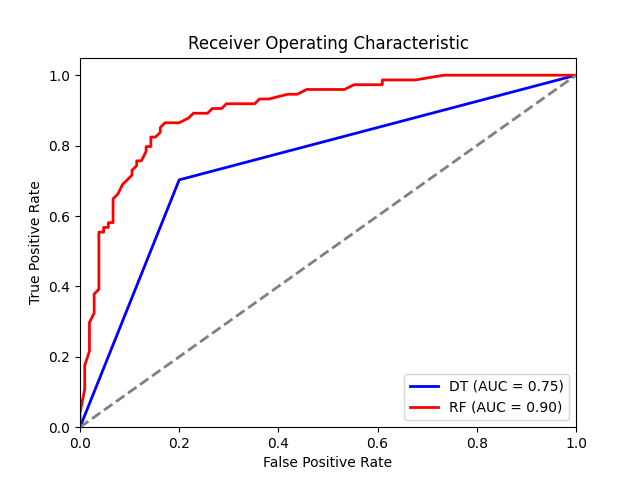 Receiver Operating Characteristic
True Positive Rate
1.0
0.8
0.6
0.4
0.2
0.0
DT (AUC = 0.75)
RF (AUC = 0.90)
0.0 0.2 0.4 0.6 0.8 1.0
False Positive Rate